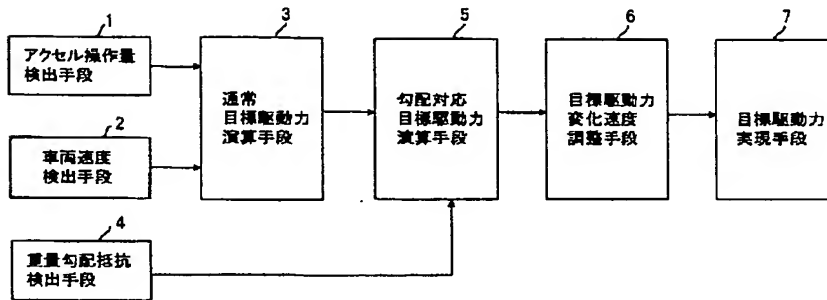 1
アクセル操作量
検出手段
2
車両速度
検出手段
3
通常
目標駆動力
演算手段
4
重量勾配抵抗
検出手段
5
勾配対応
目標駆動力
演算手段
6
目標駆動力
変化速度
調整手段
7
目標駆動力
実現手段